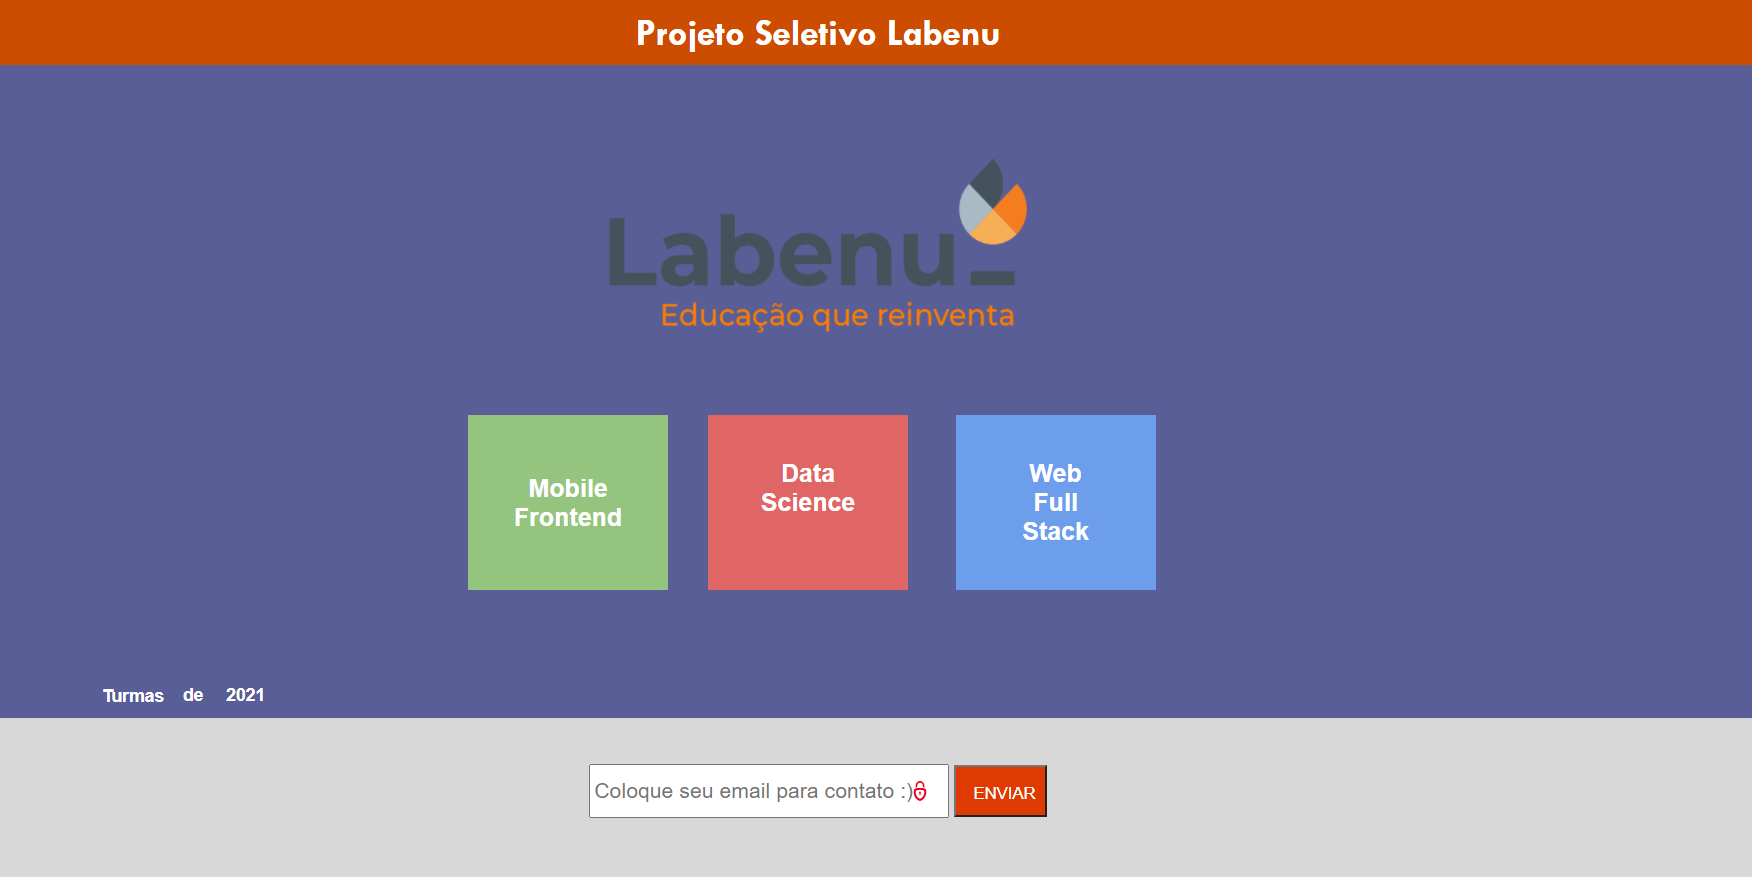 Projeto Seletivo Labenu
Labenu_
Educação que reinventa
Mobile
Frontend
Data
Science
Web
Full
Stack
Turmas de 2021
Coloque seu email para contato :)
ENVIAR